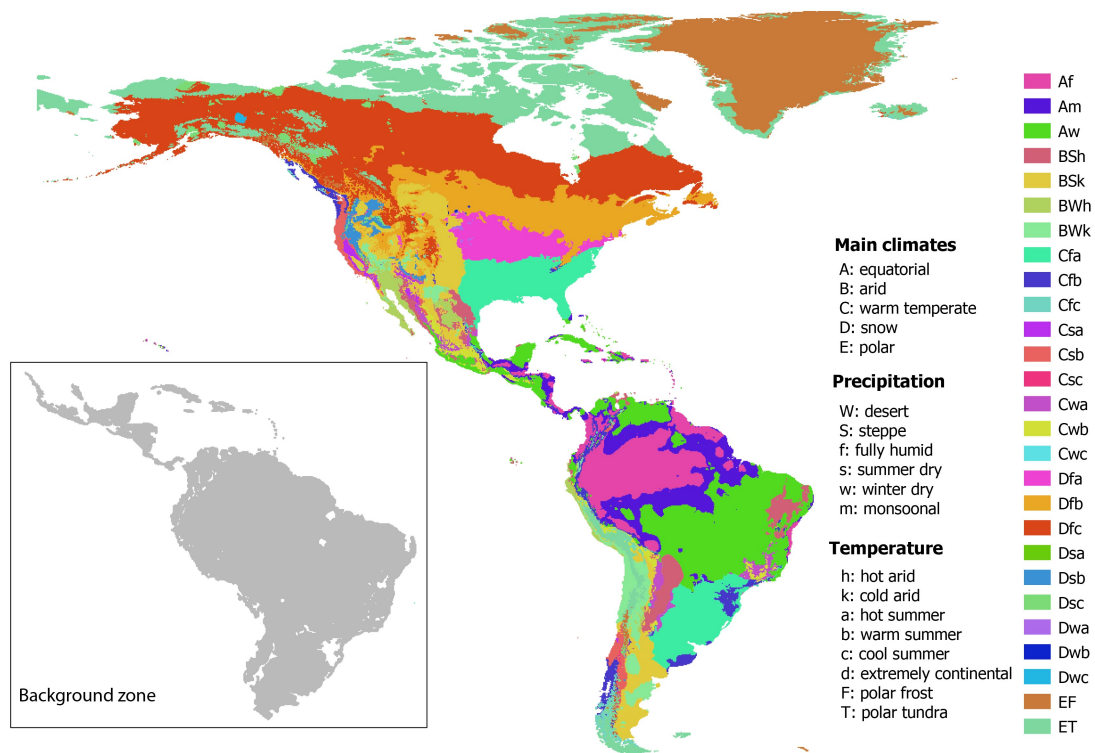 Main climates
A: equatorial
B: arid
C: warm temperate
D: snow
E: polar
Precipitation
W: desert
S: steppe
f: fully humid
s: summer dry
w: winter dry
m: monsoonal
Temperature
h: hot arid
k: cold arid
a: hot summer
b: warm summer
c: cool summer
d: extremely continental
F: polar frost
T: polar tundra
Af
Am
Aw
BSh
BSk
BWh
BWk
Cfa
Cfb
Cfc
Csa
Csb
Csc
Cwa
Cwb
Cwc
Dfa
Dfb
Dfc
Dsa
Dsb
Dsc
Dwa
Dwb
Dwc
EF
ET
Background zone